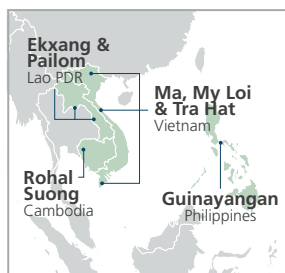 Ekxang &
Pailom
Lao PDR
Ma, My Loi
& Tra Hat
Vietnam
Rohal
Suong
Cambodia
Guinayangan
Philippines